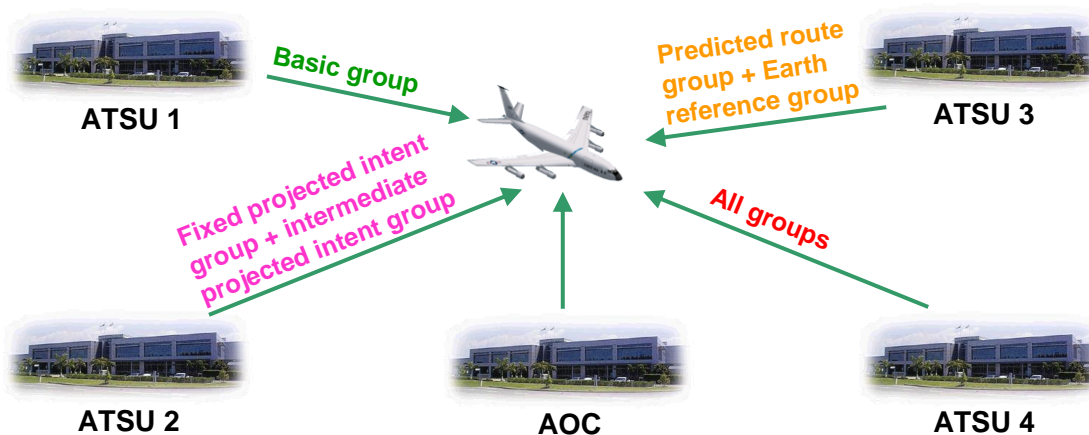 Basic group
ATSU 1
Predicted route
group + Earth
reference group
ATSU 3
Fixed projected intent
group + intermediate
projected intent group
All groups
ATSU 2
AOC
ATSU 4